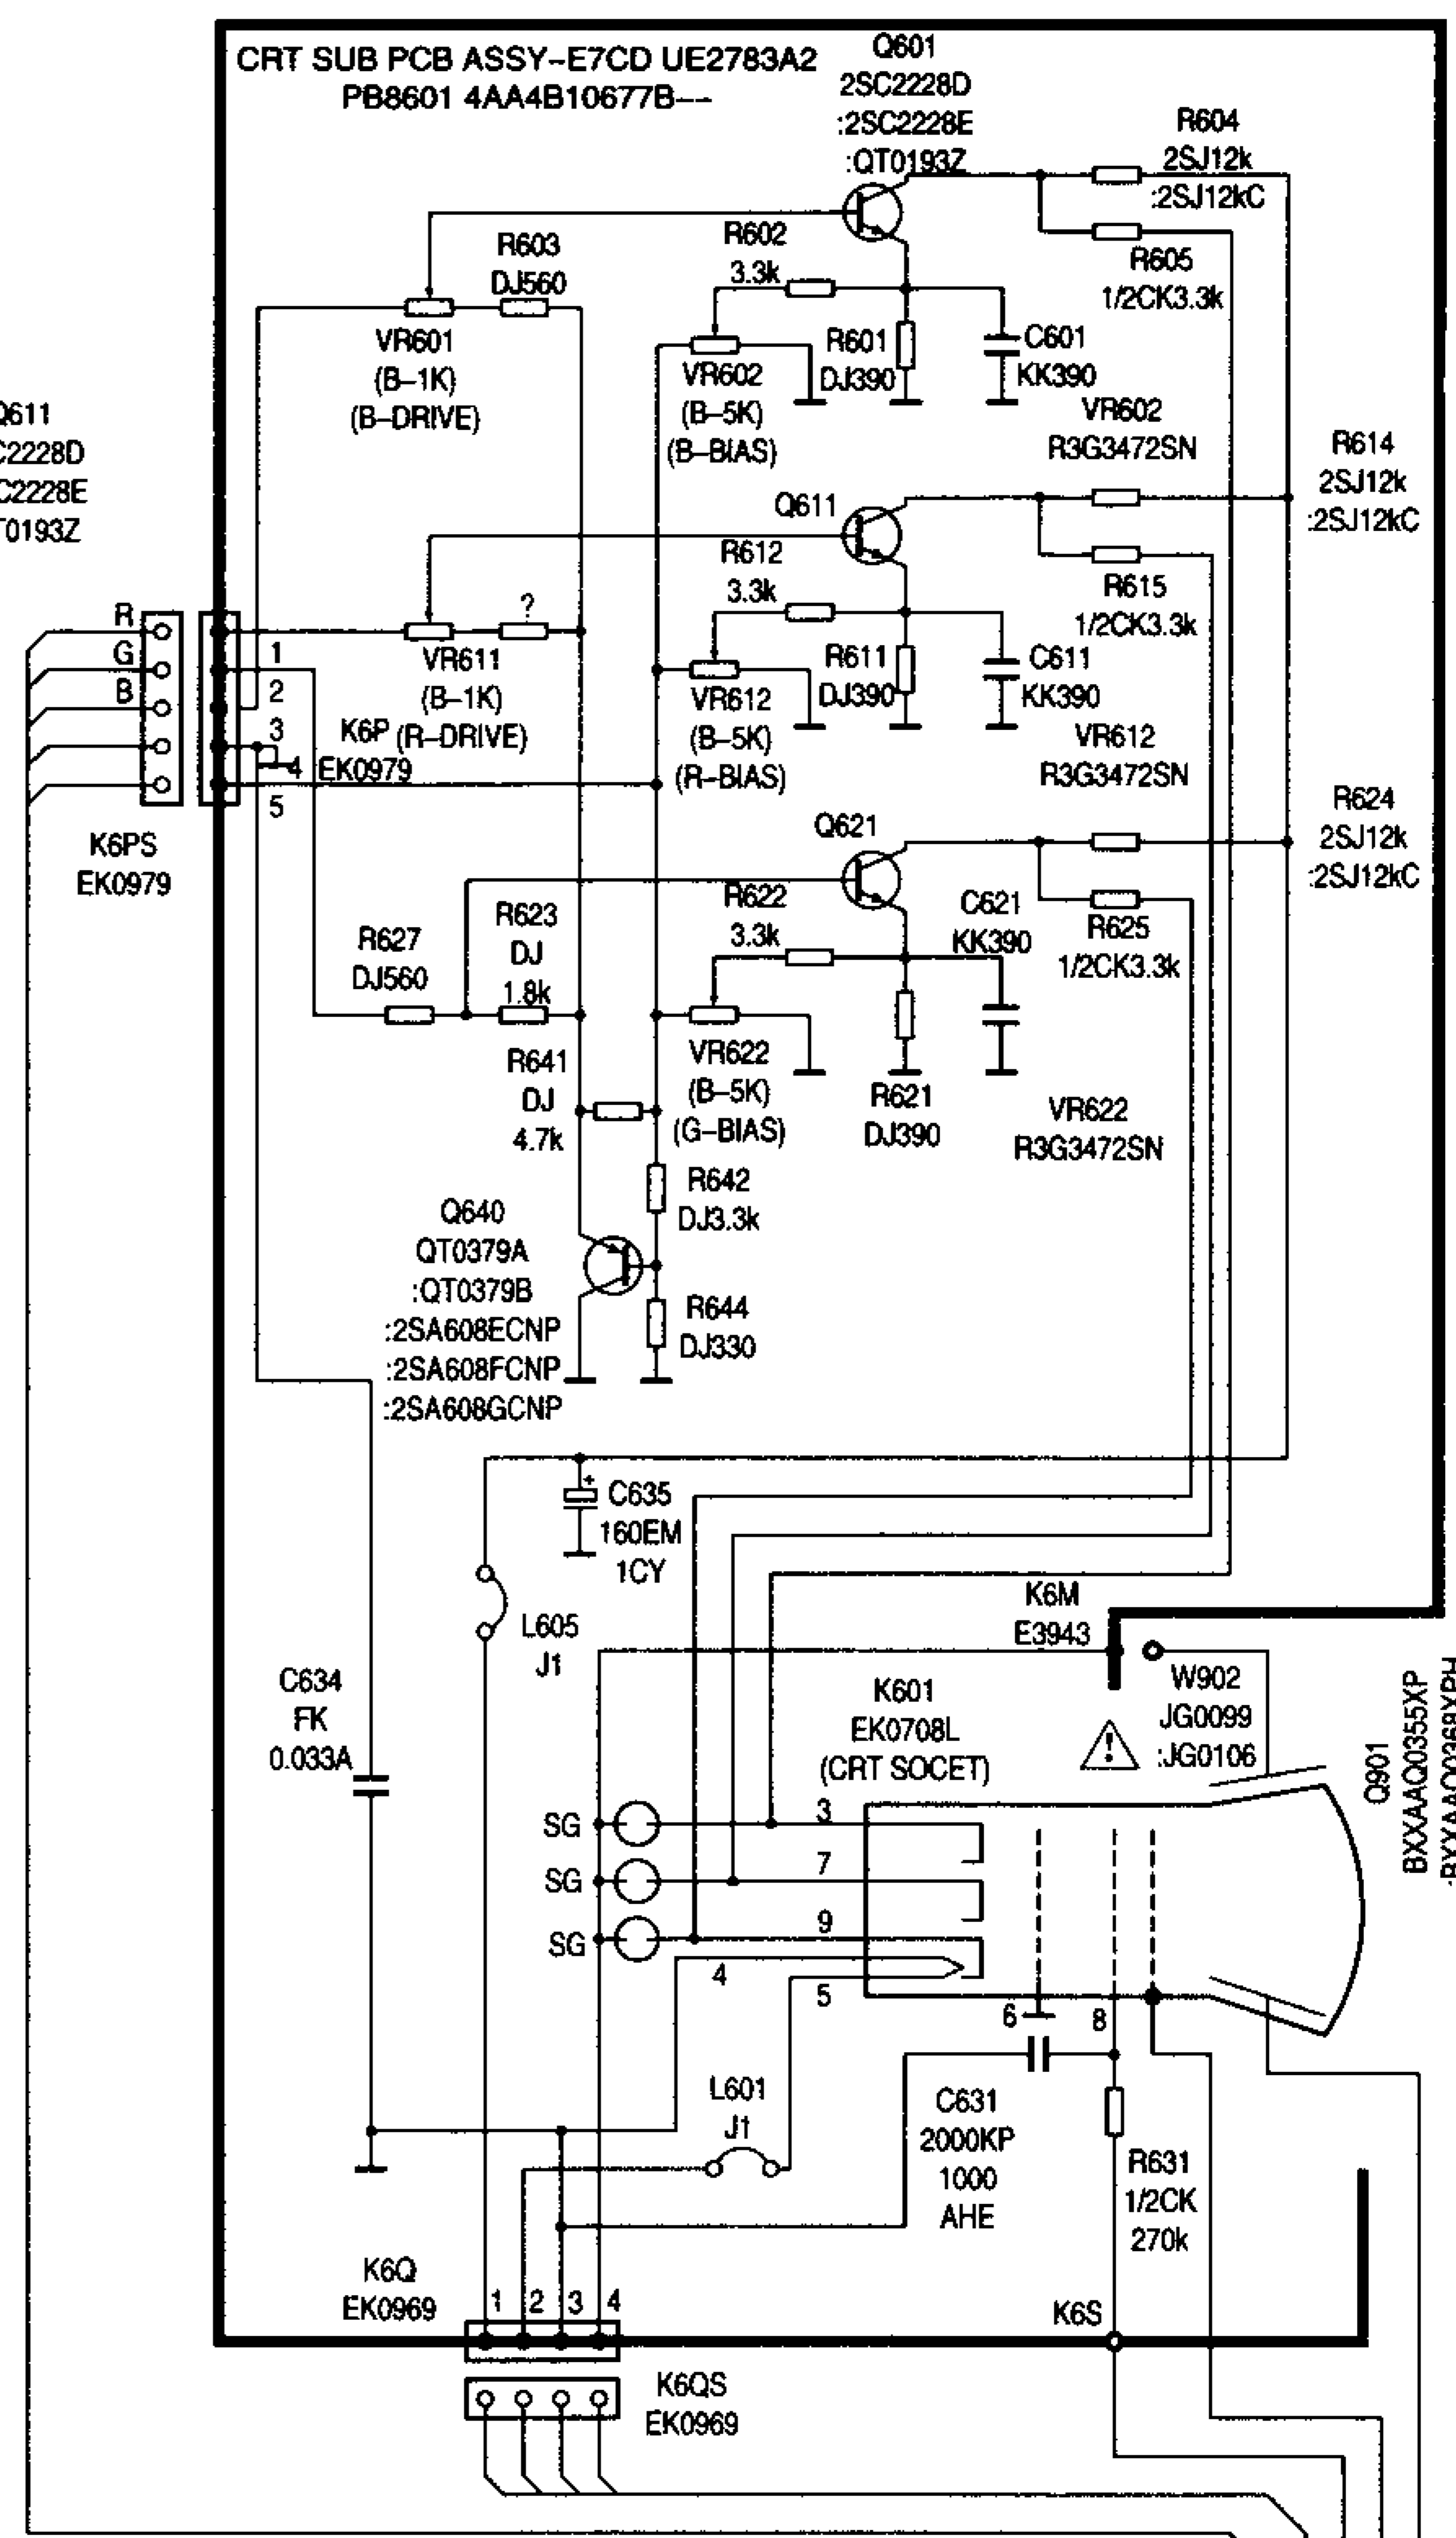 CRT SUB PCB ASSY-E7CD UE2783A2
PB8601 4AA4B10677B--
Q601
2SC2228D
:2SC2228E
:QT0193Z
R604
2SJ12k
:2SJ12kC
R603
DJ560
R602
3.3k
R605
1/2CK3.3k
VR601
(B-1K)
(B-DRIVE)
VR602
(B-5K)
(B-BIAS)
R601
DJ390
C601
KK390
VR602
R3G3472SN
Q611
C2228D
C2228E
T0193Z
R614
2SJ12k
:2SJ12kC
Q611
R612
3.3k
R615
1/2CK3.3k
?
R
G
B
1
2
3
4
5
VR611
(B-1K)
(R-DRIVE)
K6P
EK0979
VR612
(B-5K)
(R-BIAS)
R611
DJ390
C611
KK390
VR612
R3G3472SN
K6PS
EK0979
Q621
R624
2SJ12k
:2SJ12kC
R627
DJ560
R623
DJ
1.8k
R622
3.3k
C621
KK390
R625
1/2CK3.3k
R641
DJ
4.7k
VR622
(B-5K)
(G-BIAS)
R621
DJ390
VR622
R3G3472SN
R642
DJ3.3k
Q640
QT0379A
:QT0379B
:2SA608ECNP
:2SA608FCNP
:2SA608GCNP
R644
DJ330
+
C635
160EM
1CY
L605
J1
K6M
E3943
W902
JG0099
:JG0106
C634
FK
0.033A
K601
EK0708L
(CRT SOCET)
!
Q901
BXXAAQ0355XP
SG
3
SG
7
SG
9
4
5
6
8
L601
J1
C631
2000KP
1000
AHE
R631
1/2CK
270k
K6Q
EK0969
1
2
3
4
K6S
K6QS
EK0969